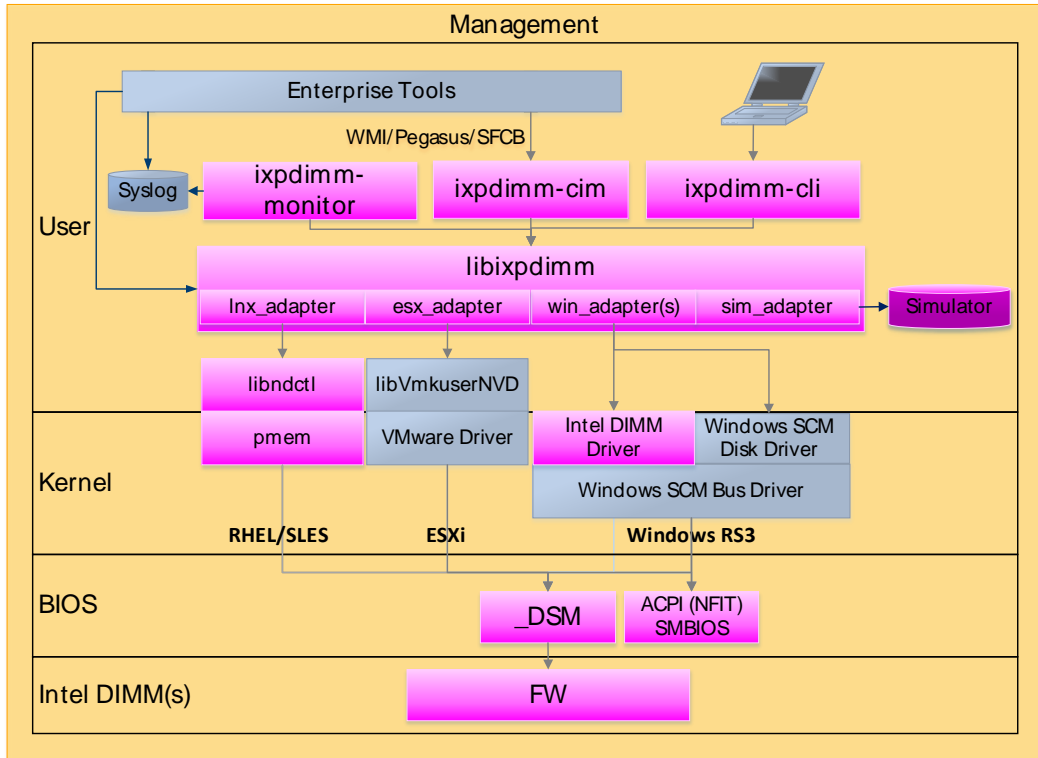 Management
Enterprise Tools
WMI/Pegasus/SFCB
Syslog
ixpdimm-
monitor
ixpdimm-cim
ixpdimm-cli
User
libixpdimm
lnx_adapter
esx_adapter
win_adapter(s)
sim_adapter
Simulator
libndctl
libVmkuserNVD
pmem
VMware Driver
Intel DIMM
Driver
Windows SCM
Disk Driver
Kernel
Windows SCM Bus Driver
RHEL/SLES
ESXi
Windows RS3
BIOS
_DSM
ACPI (NFIT)
SMBIOS
Intel DIMM(s)
FW